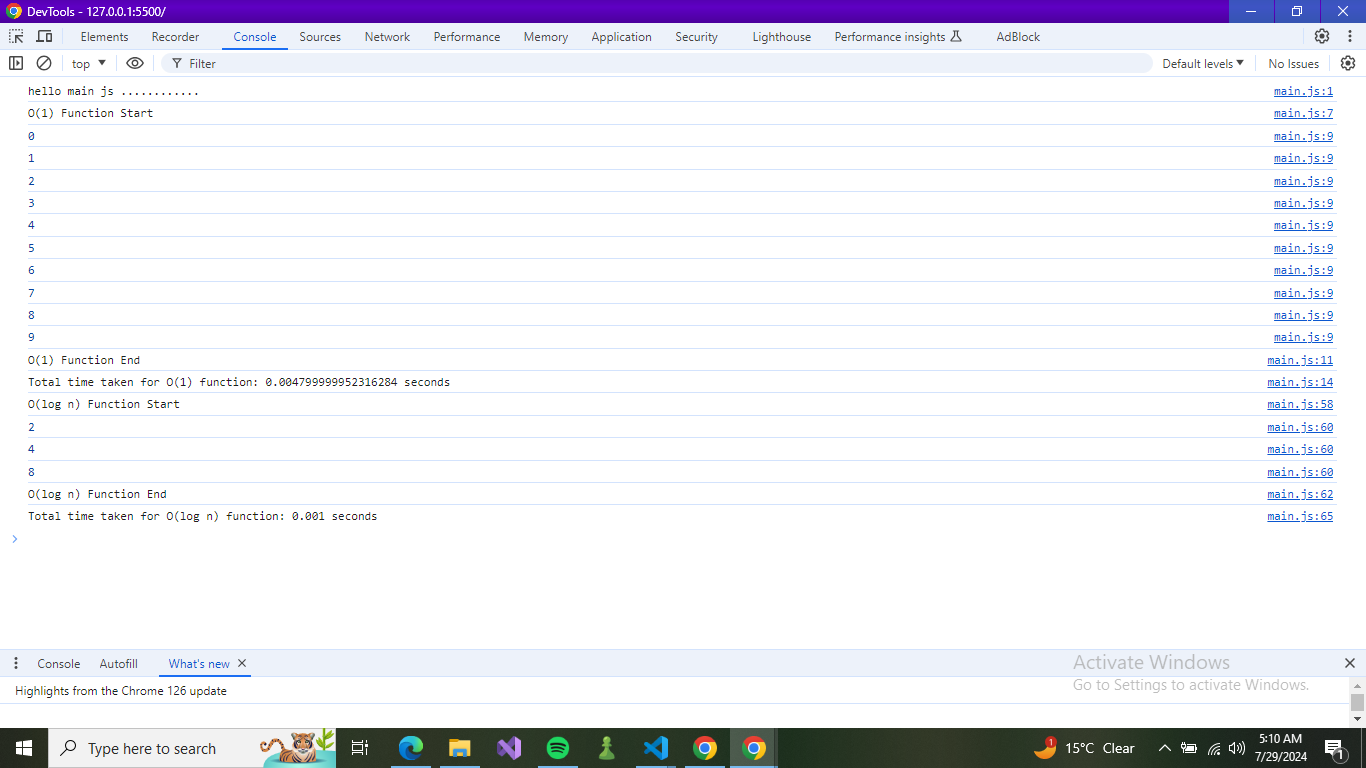 DevTools - 127.0.0.1:5500/
Elements Recorder Console Sources Network Performance Memory Application Security Lighthouse Performance insights AdBlock
top Filter Default levels No Issues
hello main js ............ main.js:1
O(1) Function Start main.js:7
0 main.js:9
1 main.js:9
2 main.js:9
3 main.js:9
4 main.js:9
5 main.js:9
6 main.js:9
7 main.js:9
8 main.js:9
9 main.js:9
O(1) Function End main.js:11
Total time taken for O(1) function: 0.004799999952316284 seconds main.js:14
O(log n) Function Start main.js:58
2 main.js:60
4 main.js:60
8 main.js:60
O(log n) Function End main.js:62
Total time taken for O(log n) function: 0.001 seconds main.js:65
Console Autofill What's new
Activate Windows
Go to Settings to activate Windows.
Highlights from the Chrome 126 update
Type here to search
1
15°C Clear
5:10 AM
7/29/2024
1